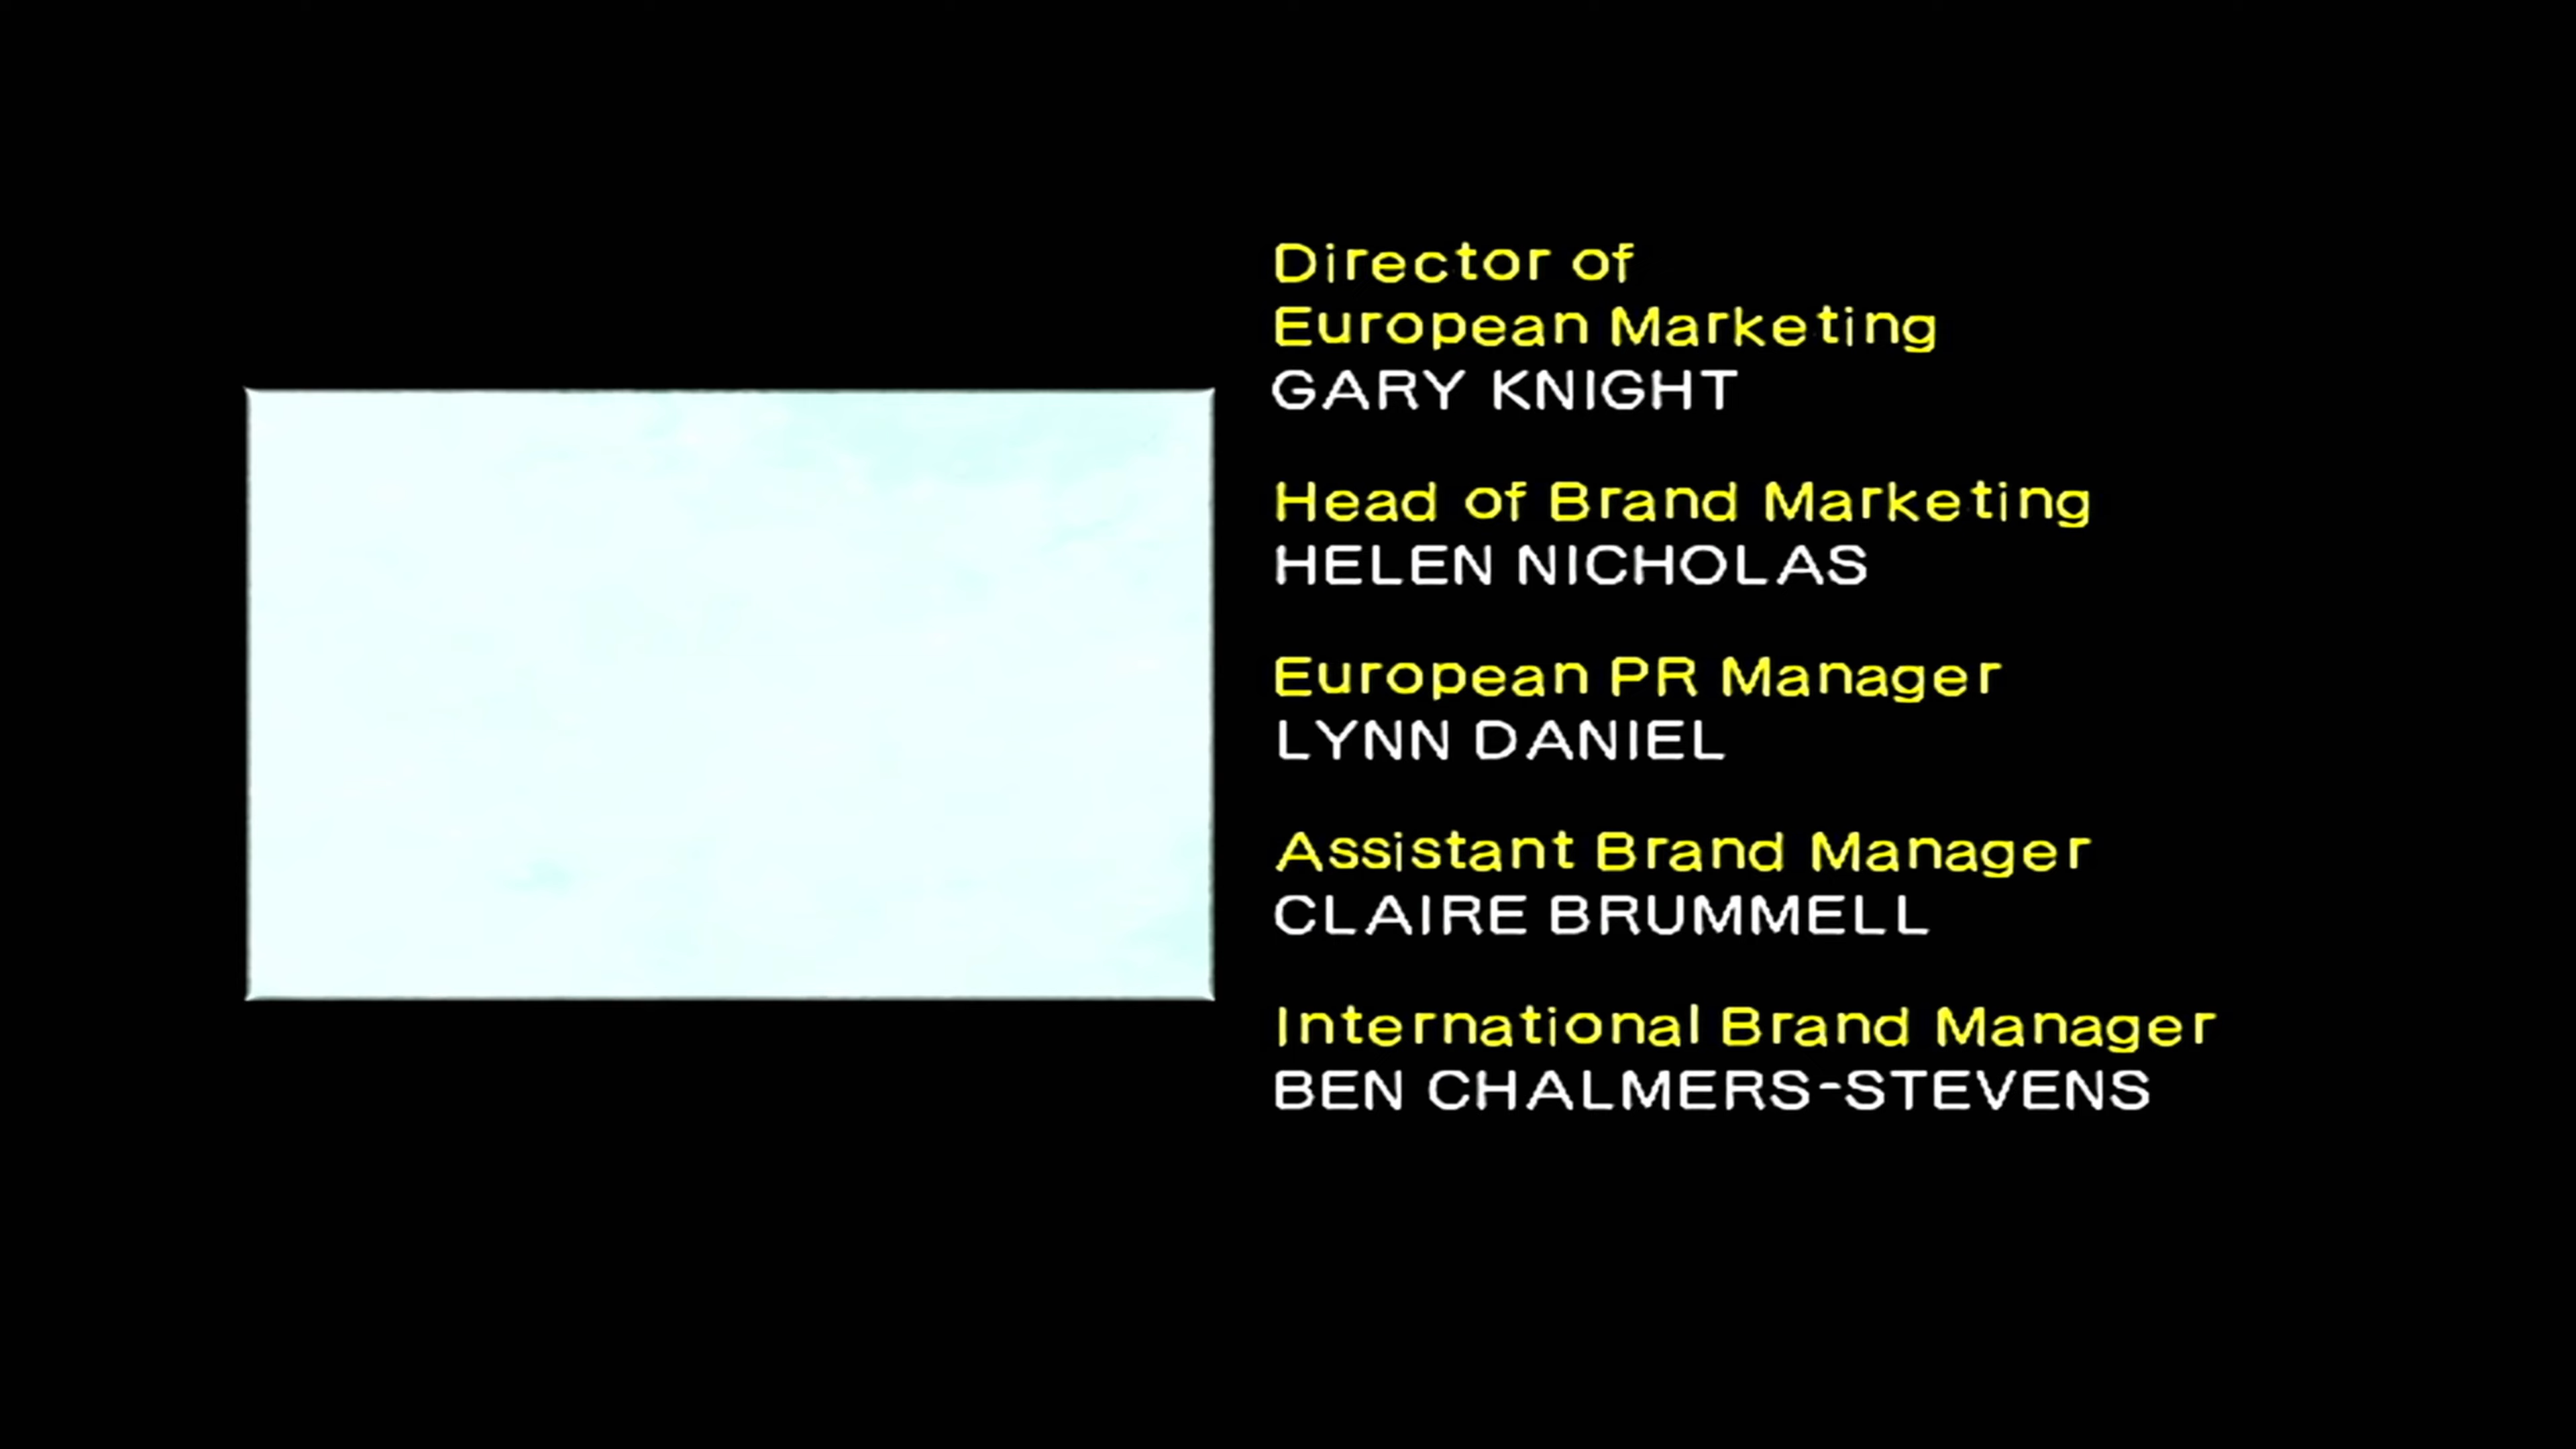 Director of
European Marketing
GARY KNIGHT
Head of Brand Marketing
HELEN NICHOLAS
European PR Manager
LYNN DANIEL
Assistant Brand Manager
CLAIRE BRUMMELL
International Brand Manager
BEN CHALMERS-STEVENS